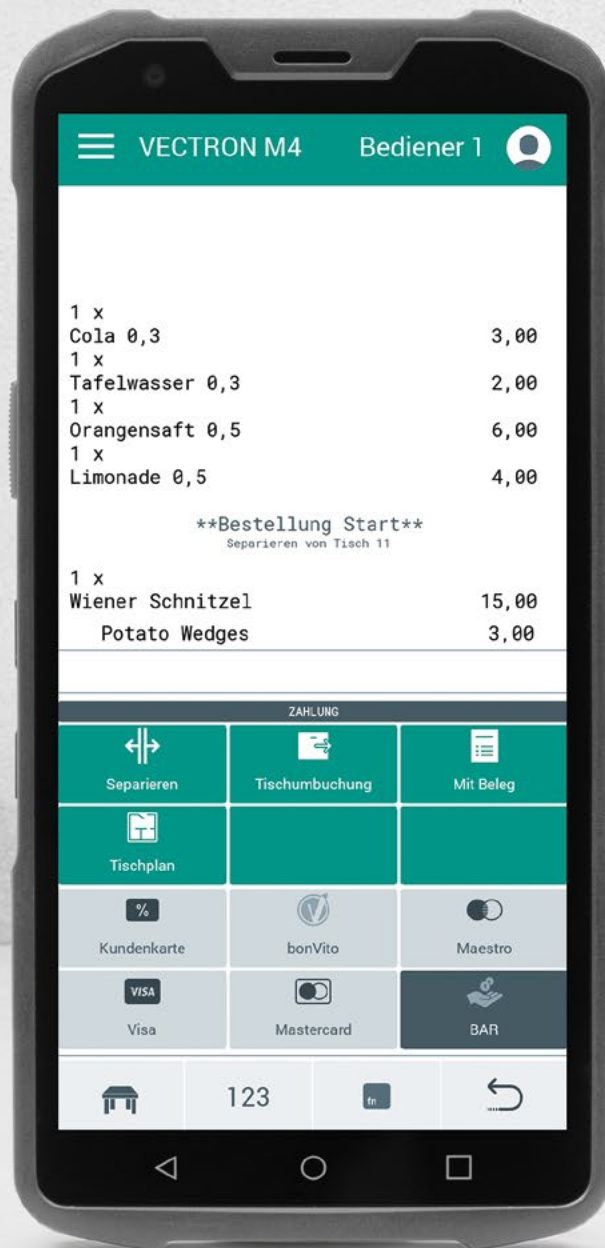 VECTRON M4 Bediener 1
1 x
Cola 0,3 3,00
1 x
Tafelwasser 0,3 2,00
1 x
Orangensaft 0,5 6,00
1 x
Limonade 0,5 4,00
**Bestellung Start**
Separieren von Tisch 11
1 x
Wiener Schnitzel 15,00
Potato Wedges 3,00
ZAHLUNG
Separieren Tischumbuchung Mit Beleg
Tischplan
%
Kundenkarte bonVito Maestro
VISA
Visa Mastercard BAR
123 fn